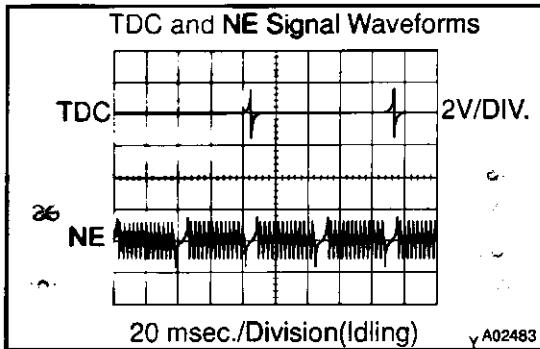 TDC and NE Signal Waveforms
TDC
2V/DIV.
NE
20 msec./Division(Idling)
Y A02483